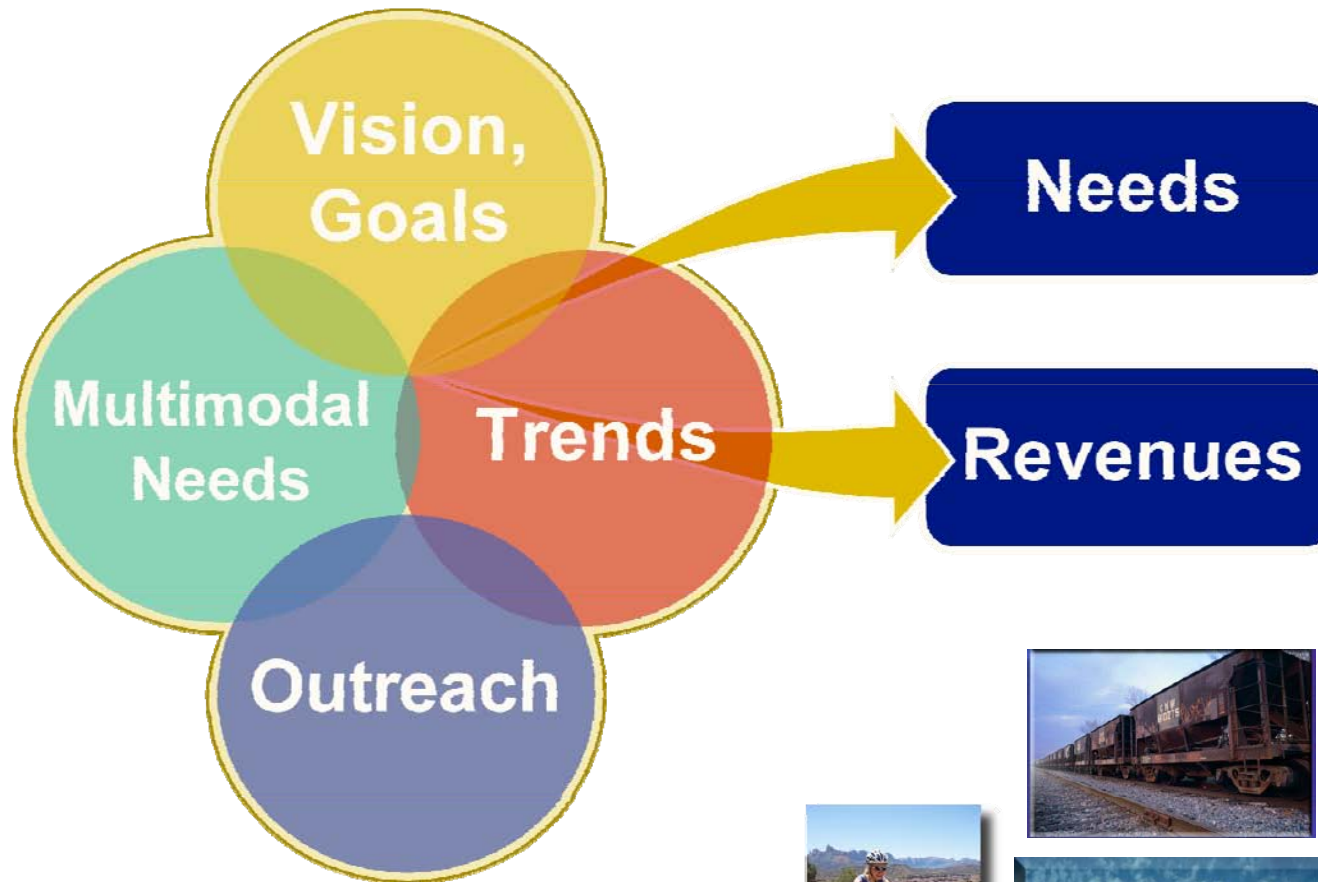 Vision,
Goals
Multimodal
Needs
Trends
Outreach
Needs
Revenues